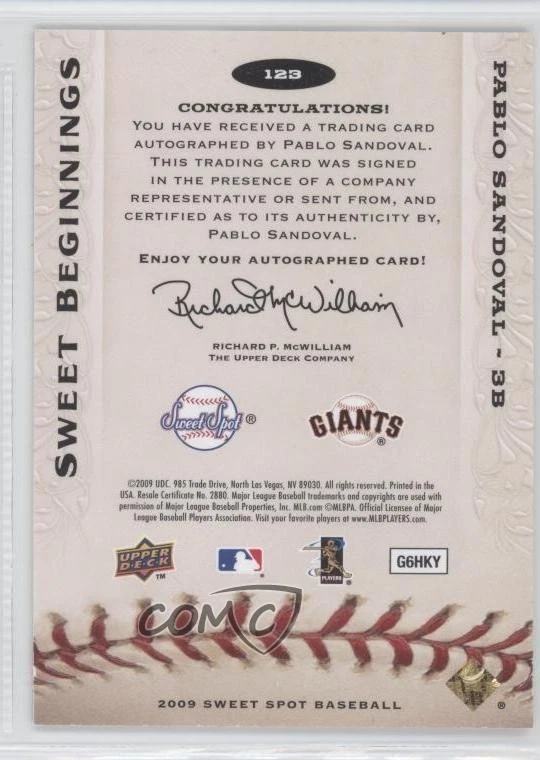 123
CONGRATULATIONS!
YOU HAVE RECEIVED A TRADING CARD
AUTOGRAPHED BY PABLO SANDOVAL.
THIS TRADING CARD WAS SIGNED
IN THE PRESENCE OF A COMPANY
REPRESENTATIVE OR SENT FROM, AND
CERTIFIED AS TO ITS AUTHENTICITY BY,
PABLO SANDOVAL.
ENJOY YOUR AUTOGRAPHED CARD!
Richard McWilliam
RICHARD P. MCWILLIAM
THE UPPER DECK COMPANY
SWEET BEGINNINGS
PABLO SANDOVAL ~ 3B
Sweet Spot ®
GIANTS ®
©2009 UDC. 985 Trade Drive, North Las Vegas, NV 89030. All rights reserved. Printed in the
USA. Resale Certificate No. 2880. Major League Baseball trademarks and copyrights are used with
permission of Major League Baseball Properties, Inc. MLB.com ©MLBPA. Official Licensee of Major
League Baseball Players Association. Visit your favorite players at www.MLBPLAYERS.com.
UPPER
D·E·C·K
TM
PLAYERS
G6HKY
COMC
2009 SWEET SPOT BASEBALL
®